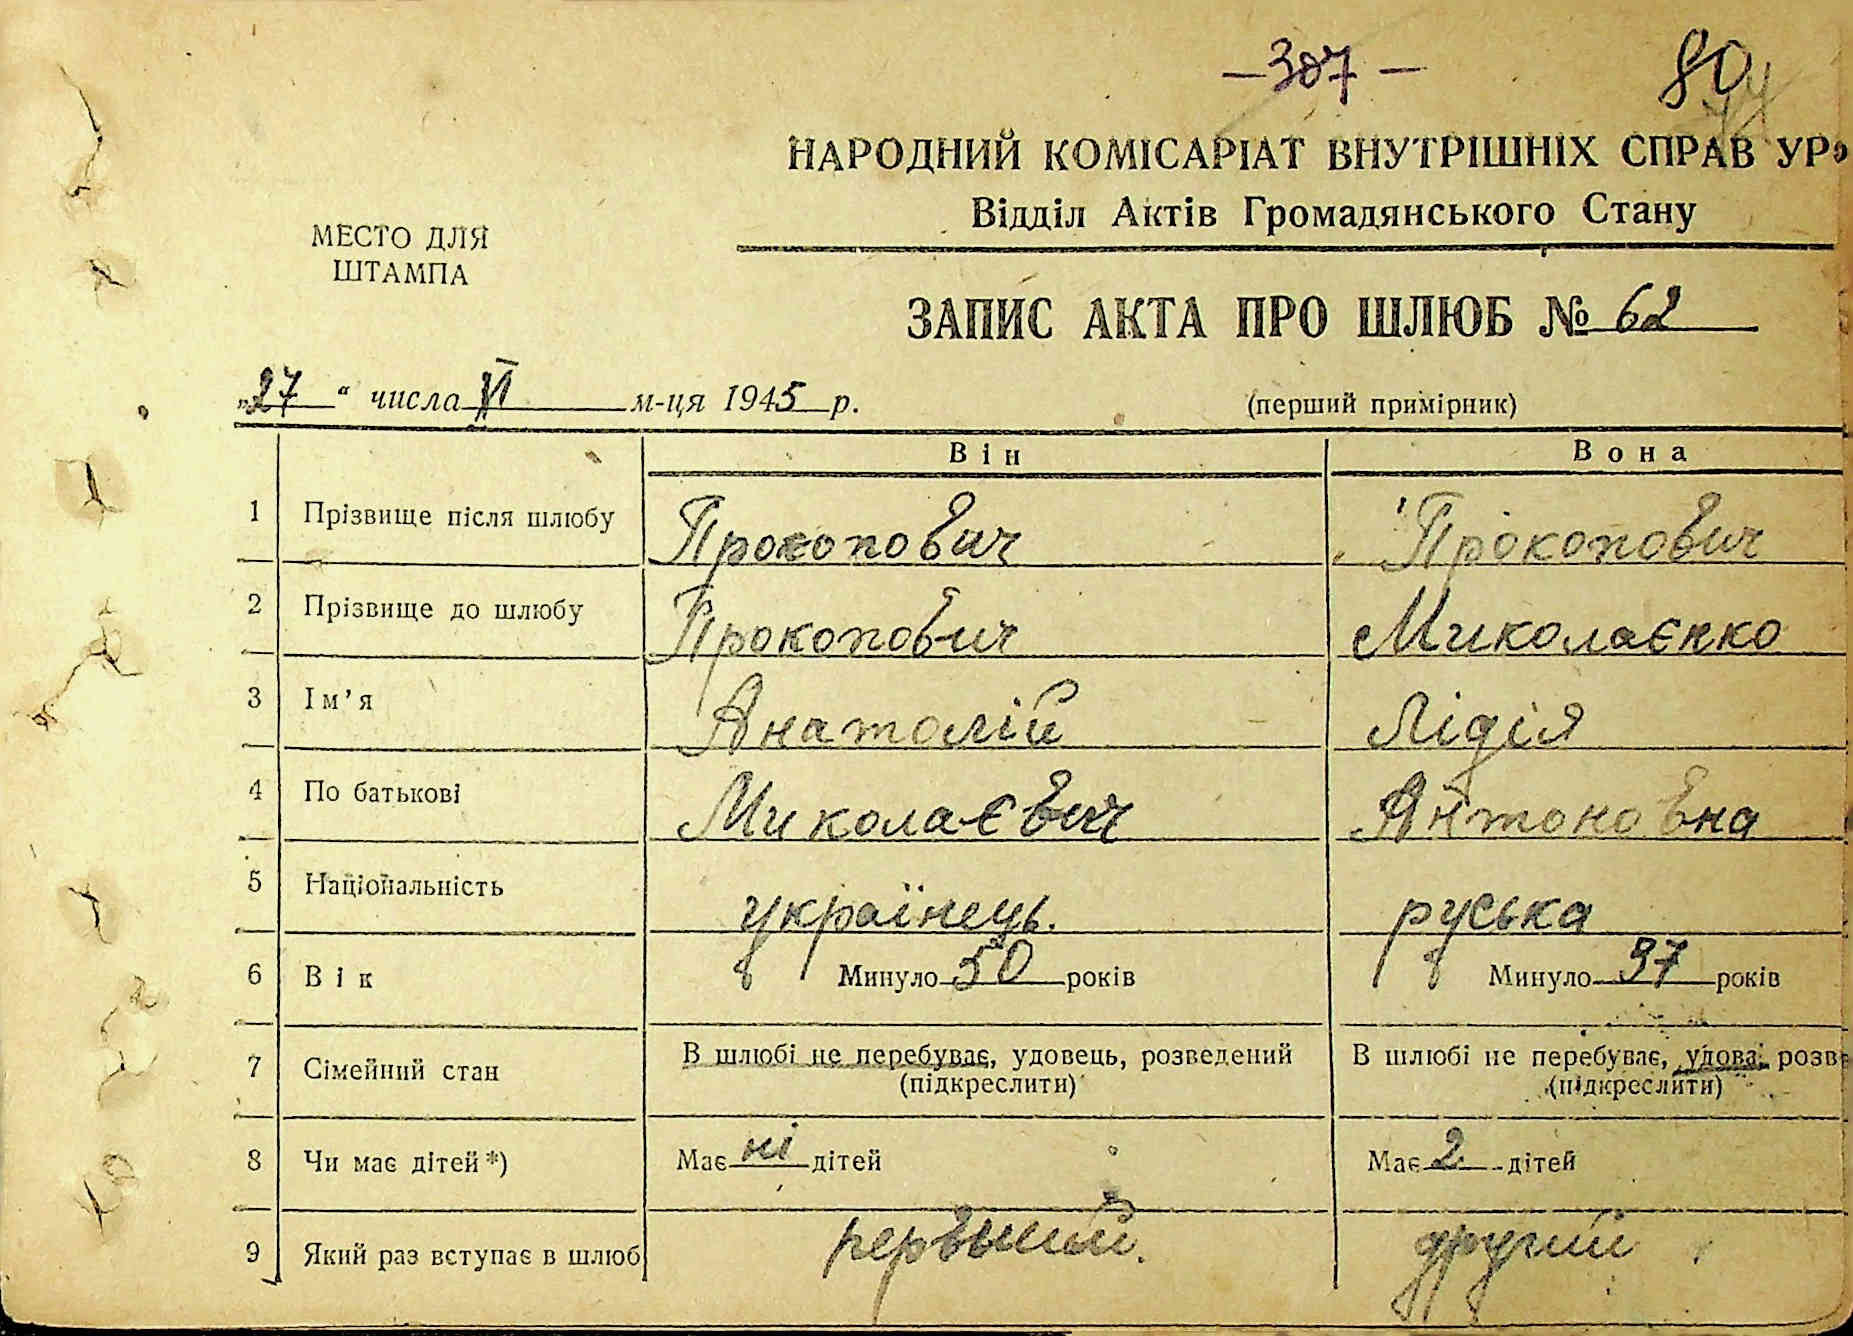 — 307 —
80
НАРОДНИЙ КОМІСАРІАТ ВНУТРІШНІХ СПРАВ УР
Відділ Актів Громадянського Стану
МЕСТО ДЛЯ
ШТАМПА
ЗАПИС АКТА ПРО ШЛЮБ № 62
„27“ числа VI м-ця 1945 р.
(перший примірник)
Він Вона
1 Прізвище після шлюбу Прокопович Прокопович
2 Прізвище до шлюбу Прокопович Миколаєнко
3 Ім'я Анатолій Лідія
4 По батькові Миколаєвич Антоновна
5 Національність українець. руська
6 Вік Минуло 50 років Минуло 37 років
7 Сімейний стан В шлюбі не перебуває, удовець, розведений В шлюбі не перебуває, удова, розве
(підкреслити) (підкреслити)
8 Чи має дітей*) Має ні дітей Має 2 дітей
9 Який раз вступає в шлюб первший. другий